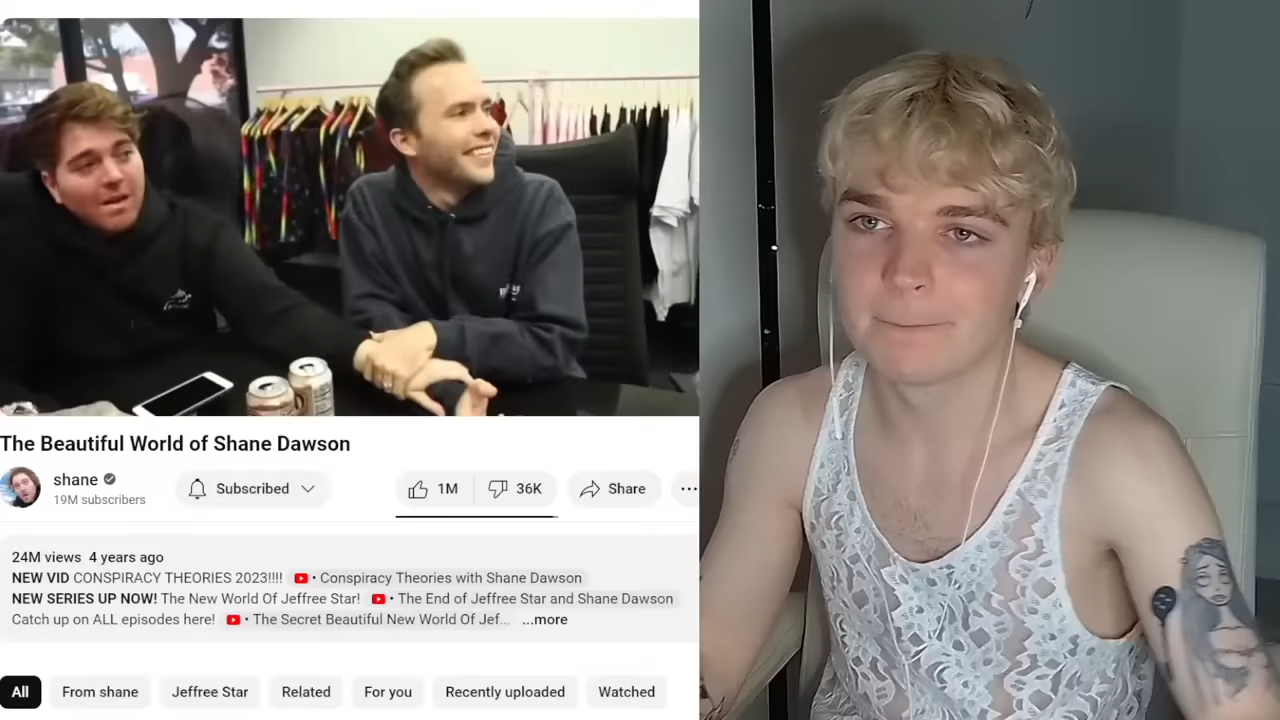 The Beautiful World of Shane Dawson
shane
19M subscribers
Subscribed
1M
36K
Share
24M views 4 years ago
NEW VID CONSPIRACY THEORIES 2023!!!! • Conspiracy Theories with Shane Dawson
NEW SERIES UP NOW! The New World Of Jeffree Star! • The End of Jeffree Star and Shane Dawson
Catch up on ALL episodes here! • The Secret Beautiful New World Of Jef... ...more
All
From shane
Jeffree Star
Related
For you
Recently uploaded
Watched